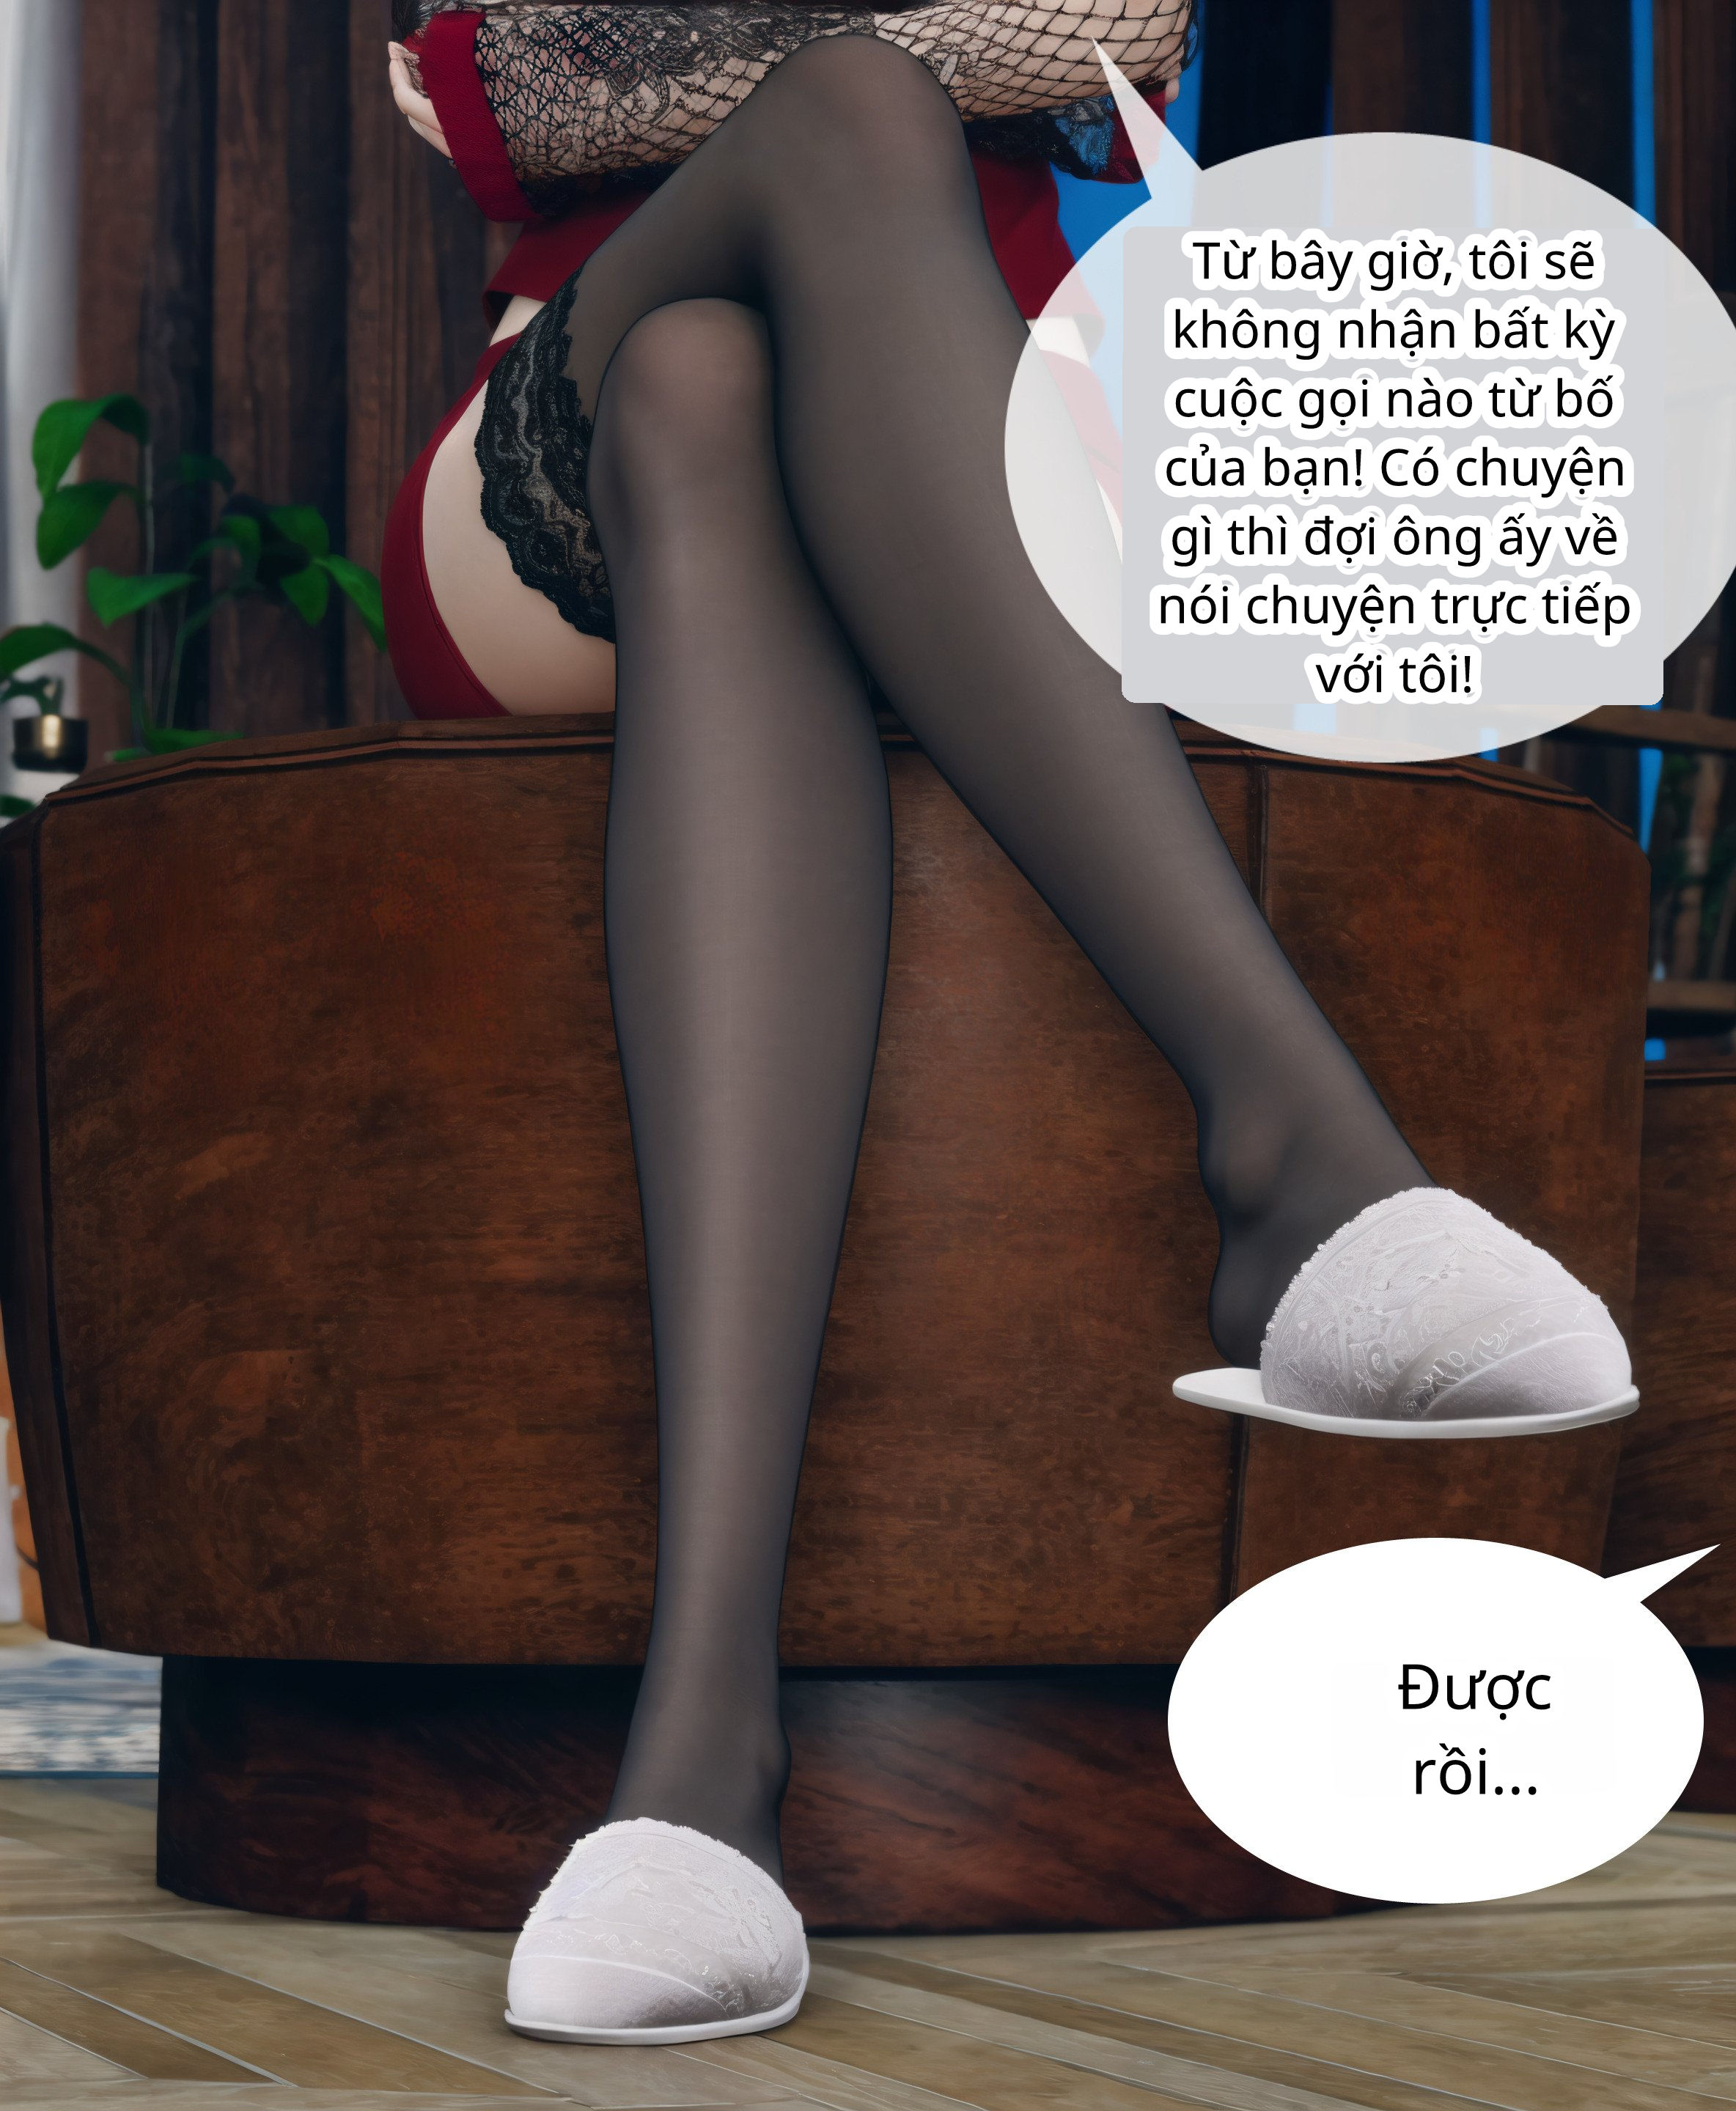 Từ bây giờ, tôi sẽ
không nhận bất kỳ
cuộc gọi nào từ bố
của bạn! Có chuyện
gì thì đợi ông ấy về
nói chuyện trực tiếp
với tôi!
Được
rồi...